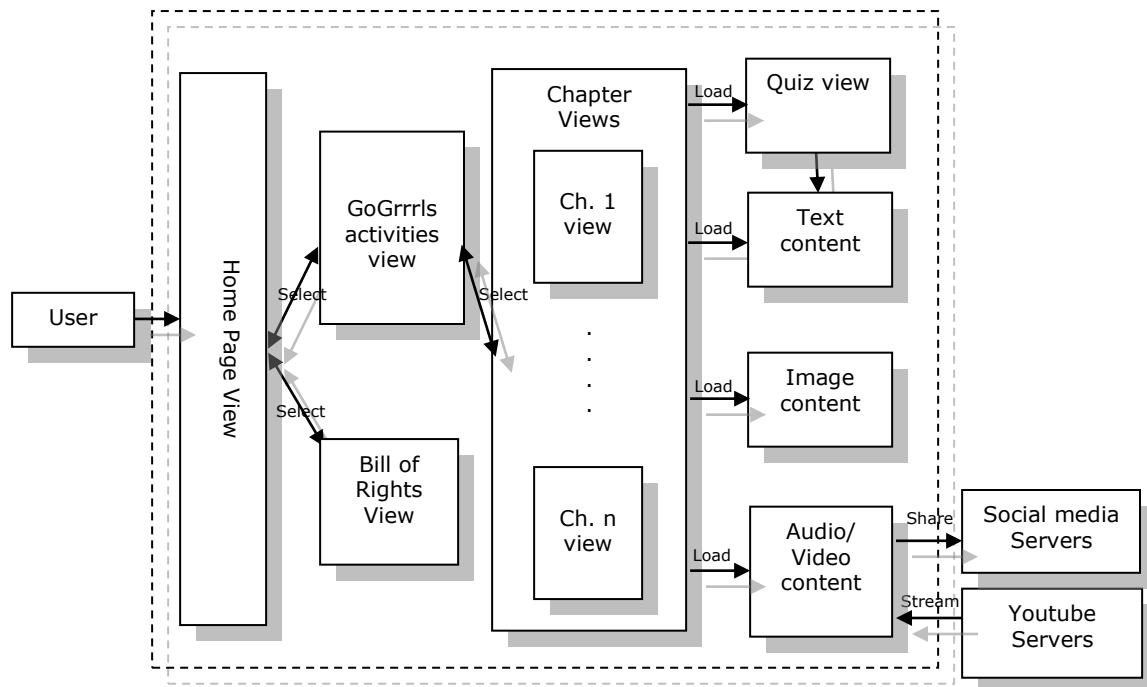 User
Home Page View
Select
Select
GoGrrrls
activities
view
Bill of
Rights
View
Select
Chapter
Views
Ch. 1
view
.
.
.
.
Ch. n
view
Load
Load
Load
Load
Quiz view
Text
content
Image
content
Audio/
Video
content
Share
Stream
Social media
Servers
Youtube
Servers